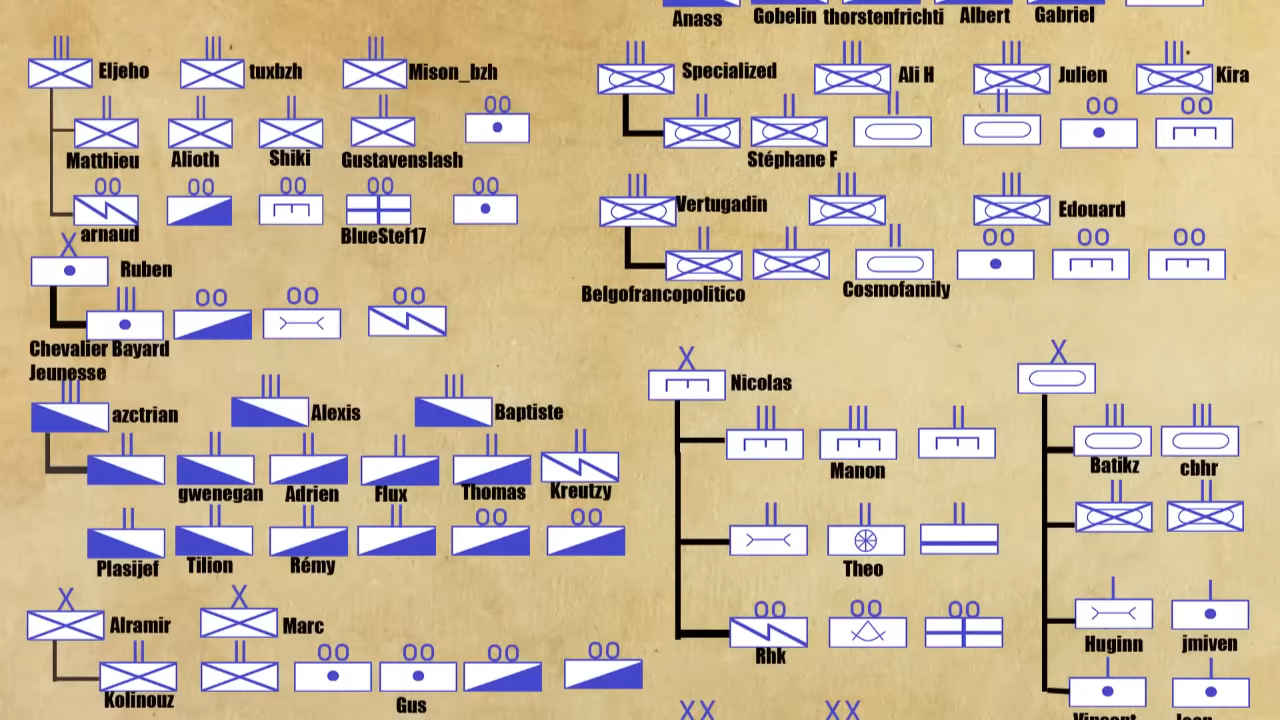 Anass Gobelin thorstenfrichti Albert Gabriel
Eljeho tuxbzh Mison_bzh
Matthieu Alioth Shiki Gustavenslash
arnaud BlueStef17
Ruben
Chevalier Bayard
Jeunesse
azctrian Alexis Baptiste
gwenegan Adrien Flux Thomas Kreutzy
Plasijef Tilion Rémy
Alramir Marc
Kolinouz Gus
Specialized Ali H Julien Kira
Stéphane F
Vertugadin Edouard
Belgofrancopolitico Cosmofamily
Nicolas
Manon
Theo
Rhk
Batikz cbhr
Huginn jmiven
Vincent